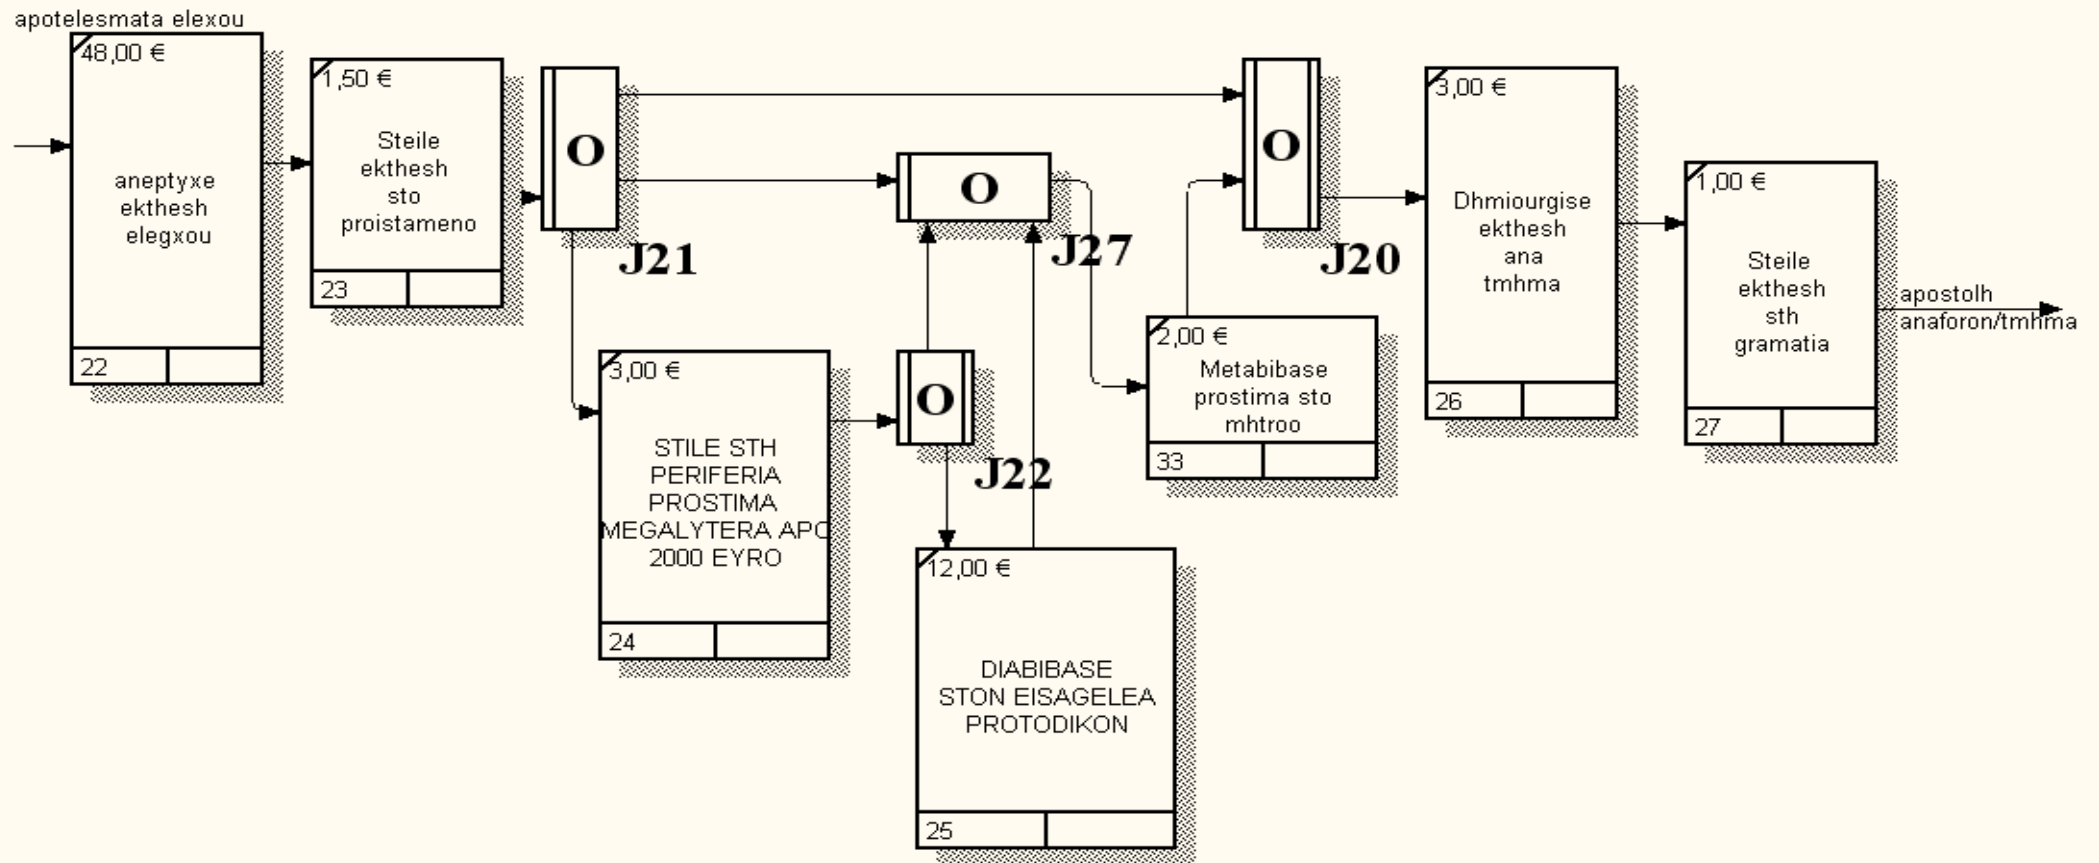 apotelesmata elexou
48,00 €
aneptyxe
ekthesh
elegxou
22
1,50 €
Steile
ekthesh
sto
proistameno
23
O
J21
3,00 €
STILE STH
PERIFERIA
PROSTIMA
MEGALYTERA APO
2000 EYRO
24
O
J27
O
J22
12,00 €
DIABIBASE
STON EISAGELEA
PROTODIKON
25
2,00 €
Metabibase
prostima sto
mhtroo
33
O
J20
3,00 €
Dhmiourgise
ekthesh
ana
tmhma
26
1,00 €
Steile
ekthesh
sth
gramatia
27
apostolh
anaforon/tmhma